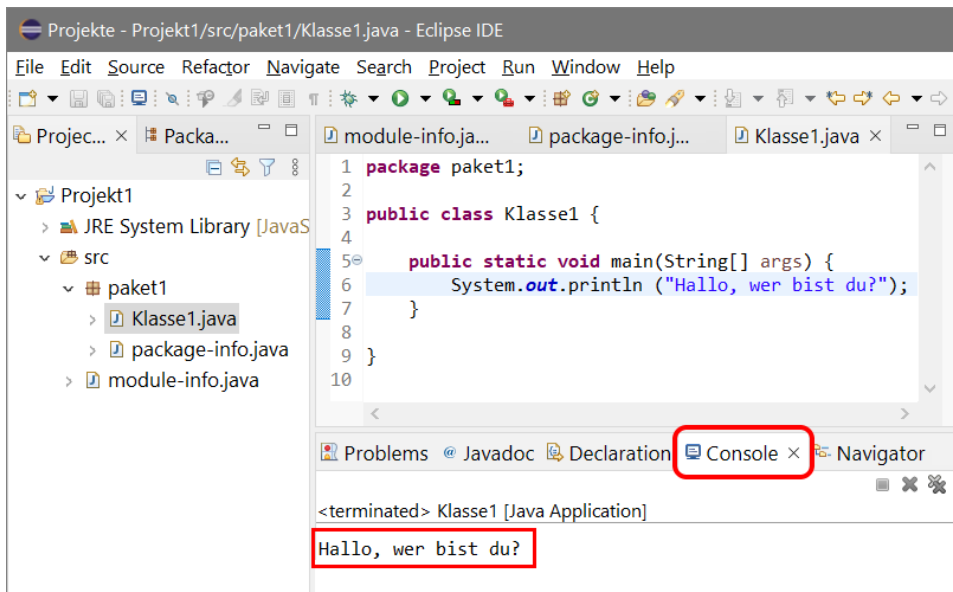 Projekte - Projekt1/src/paket1/Klasse1.java - Eclipse IDE
File Edit Source Refactor Navigate Search Project Run Window Help
Projec... Packa...
Projekt1
JRE System Library [JavaS
src
paket1
Klasse1.java
package-info.java
module-info.java
module-info.ja... package-info.j... Klasse1.java
1 package paket1;
2
3 public class Klasse1 {
4
5 public static void main(String[] args) {
6 System.out.println ("Hallo, wer bist du?");
7 }
8
9 }
10
Problems @ Javadoc Declaration Console Navigator
<terminated> Klasse1 [Java Application]
Hallo, wer bist du?